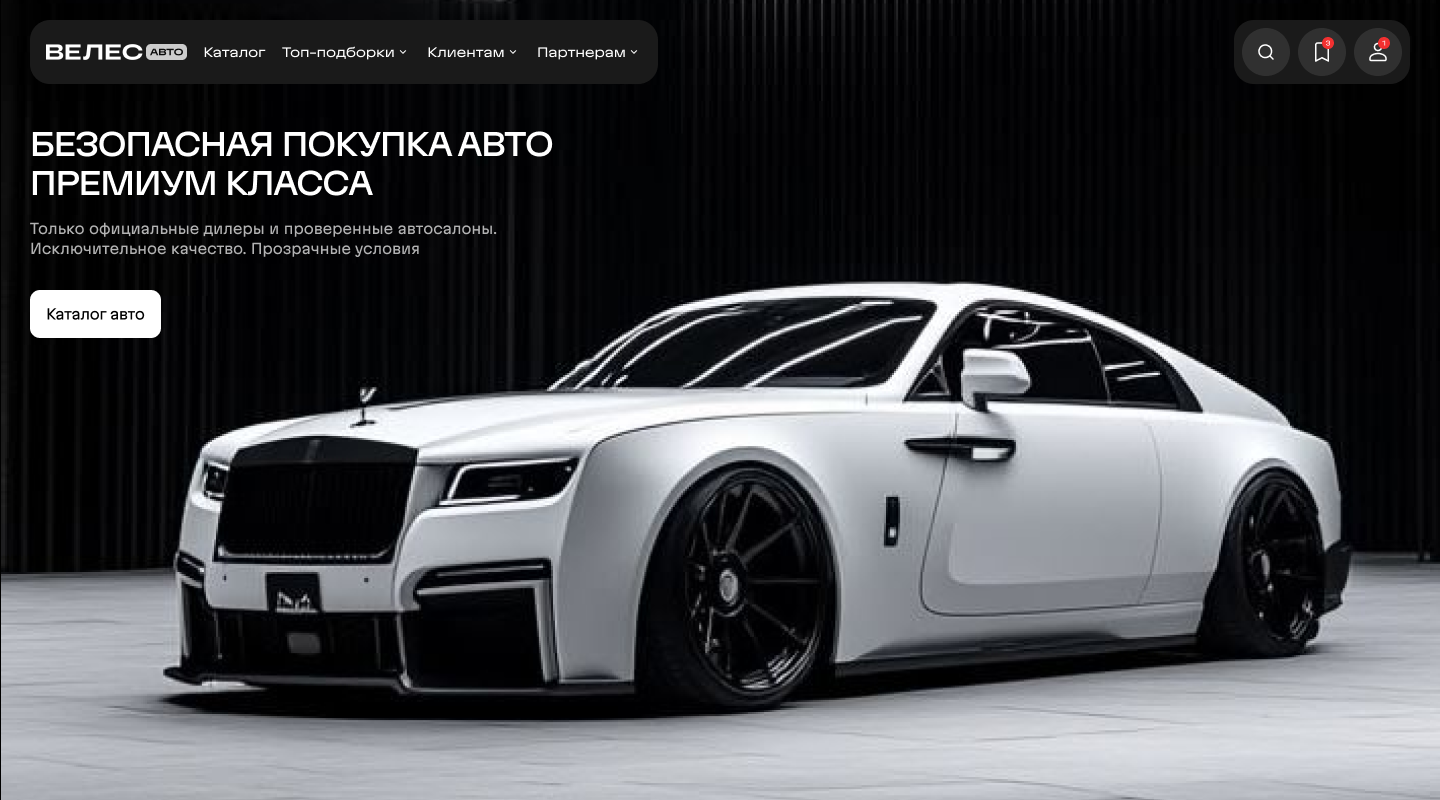 ВЕЛЕС АВТО Каталог Топ-подборки Клиентам Партнерам 3 1
БЕЗОПАСНАЯ ПОКУПКА АВТО
ПРЕМИУМ КЛАССА
Только официальные дилеры и проверенные автосалоны.
Исключительное качество. Прозрачные условия
Каталог авто